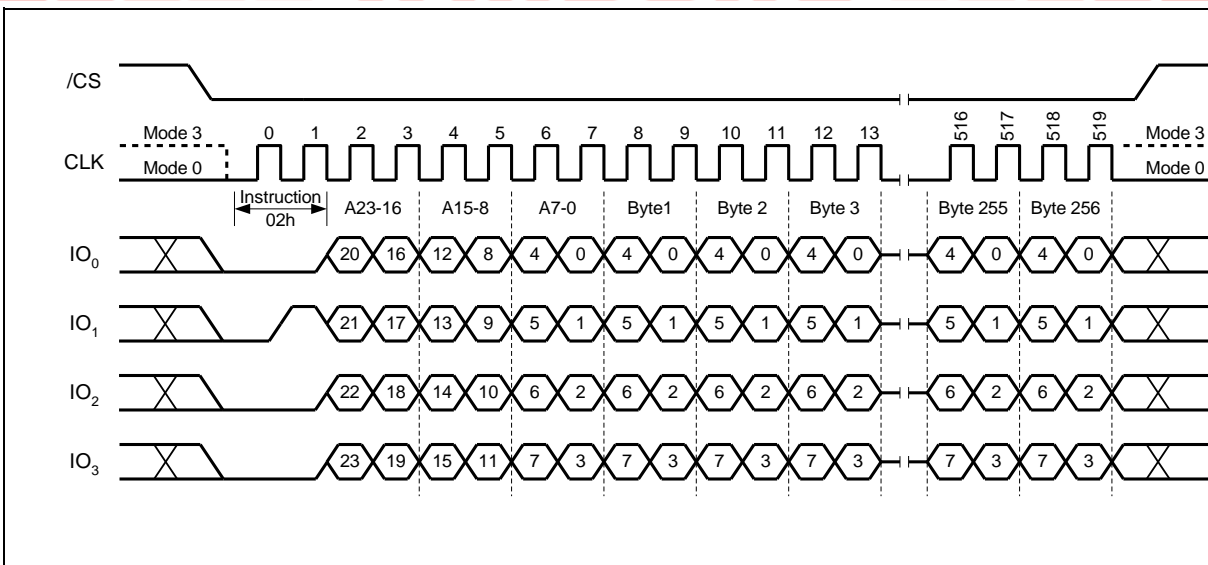 /CS
Mode 3 0 1 2 3 4 5 6 7 8 9 10 11 12 13 516 517 518 519 Mode 3
CLK
Mode 0 Mode 0
Instruction
02h
A23-16 A15-8 A7-0 Byte1 Byte 2 Byte 3 Byte 255 Byte 256
IO0 20 16 12 8 4 0 4 0 4 0 4 0 4 0 4 0
IO1 21 17 13 9 5 1 5 1 5 1 5 1 5 1 5 1
IO2 22 18 14 10 6 2 6 2 6 2 6 2 6 2 6 2
IO3 23 19 15 11 7 3 7 3 7 3 7 3 7 3 7 3